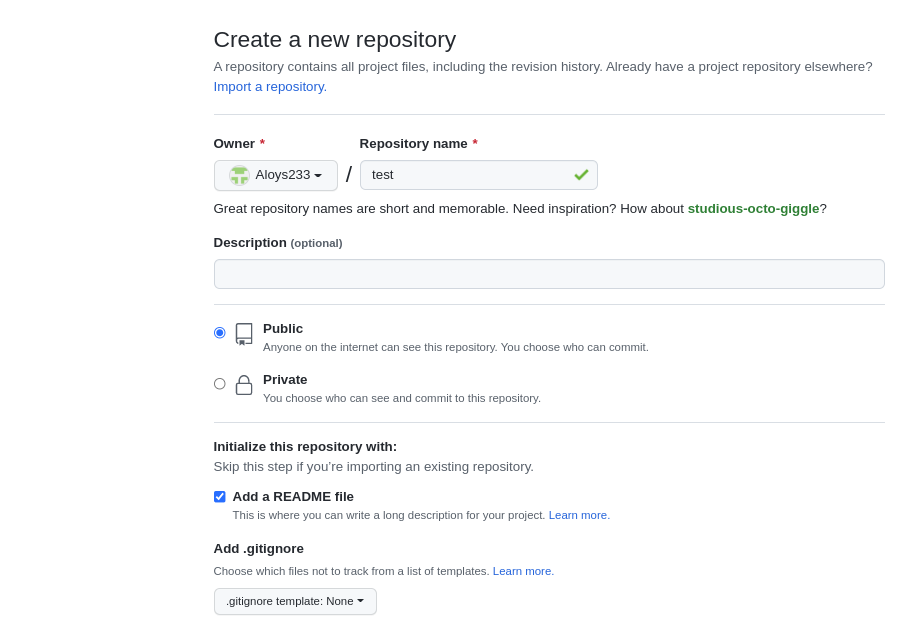 Create a new repository
A repository contains all project files, including the revision history. Already have a project repository elsewhere?
Import a repository.
Owner * Repository name *
Aloys233 / test
Great repository names are short and memorable. Need inspiration? How about studious-octo-giggle?
Description (optional)
Public
Anyone on the internet can see this repository. You choose who can commit.
Private
You choose who can see and commit to this repository.
Initialize this repository with:
Skip this step if you’re importing an existing repository.
Add a README file
This is where you can write a long description for your project. Learn more.
Add .gitignore
Choose which files not to track from a list of templates. Learn more.
.gitignore template: None